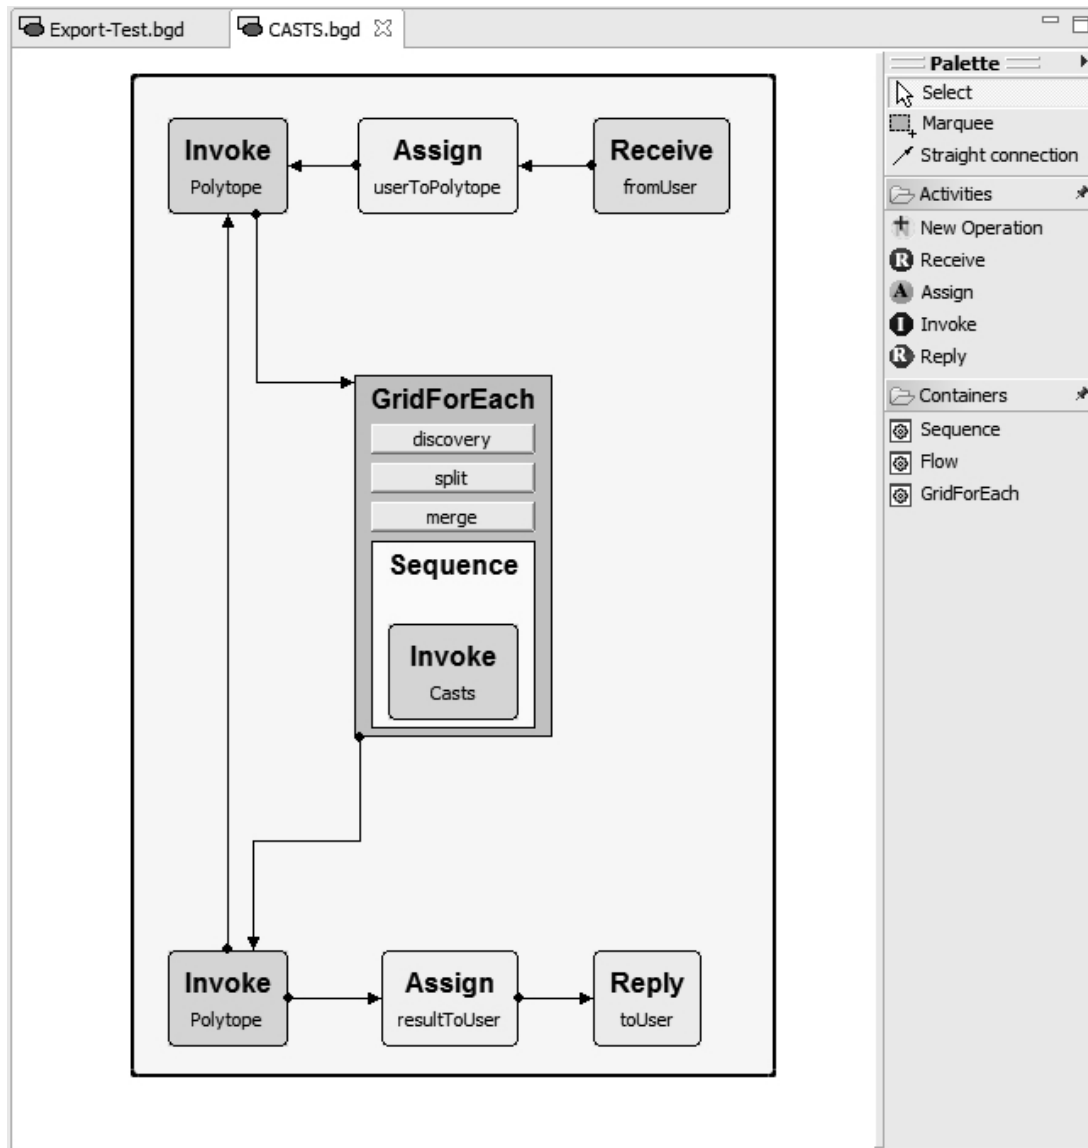 Export-Test.bgd
CASTS.bgd
Invoke
Polytope
Assign
userToPolytope
Receive
fromUser
GridForEach
discovery
split
merge
Sequence
Invoke
Casts
Invoke
Polytope
Assign
resultToUser
Reply
toUser
Palette
Select
Marquee
Straight connection
Activities
New Operation
R Receive
A Assign
I Invoke
R Reply
Containers
Sequence
Flow
GridForEach